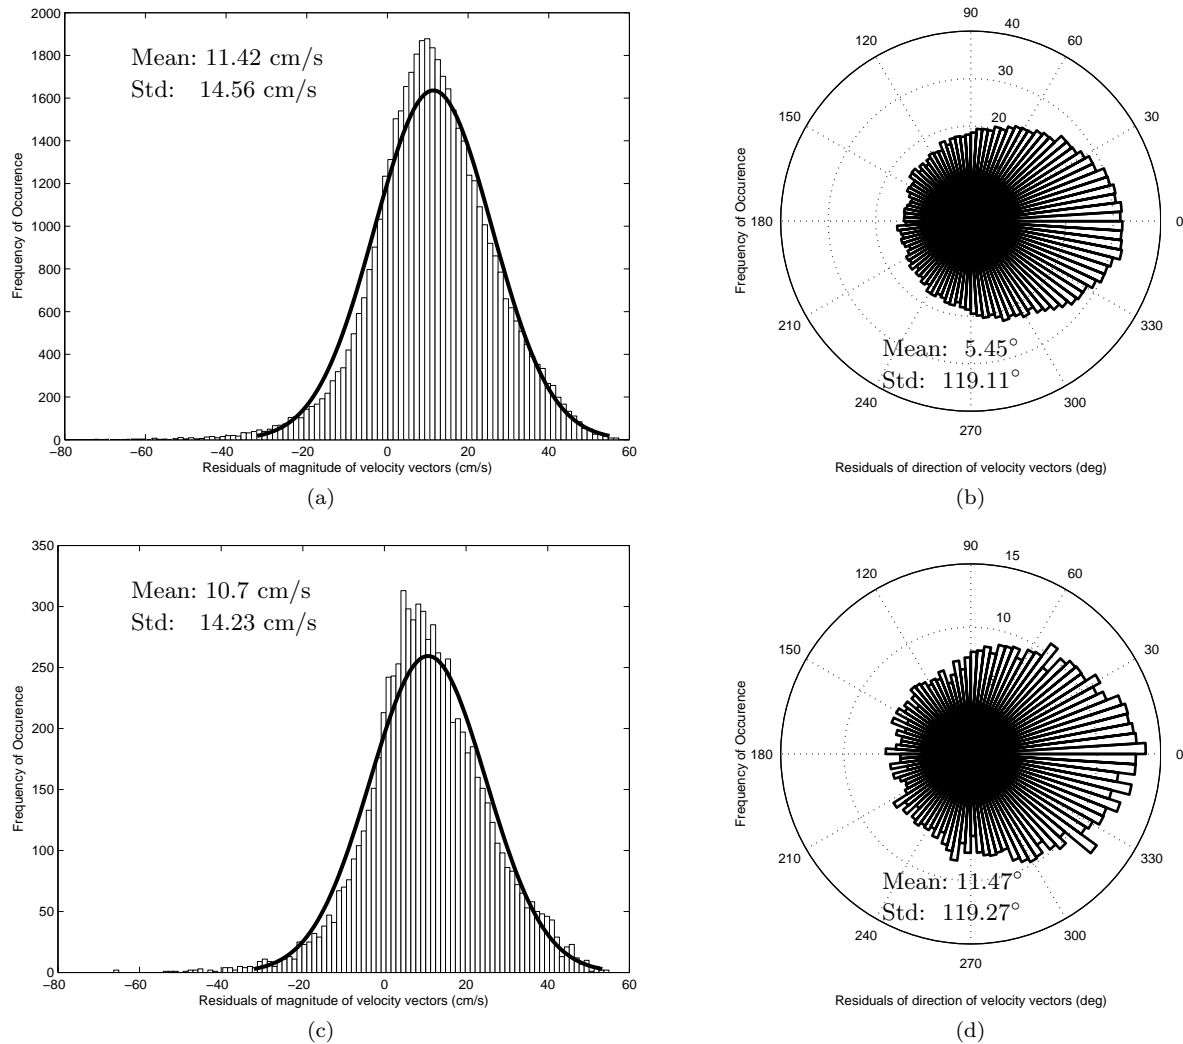 2000
1800
1600
1400
1200
1000
800
600
400
200
0
Frequency of Occurence
Mean: 11.42 cm/s
Std: 14.56 cm/s
−80 −60 −40 −20 0 20 40 60
Residuals of magnitude of velocity vectors (cm/s)
(a)
90
40
120
60
30
150
20
30
Frequency of Occurence
180
0
210
330
Mean: 5.45°
Std: 119.11°
240
300
270
Residuals of direction of velocity vectors (deg)
(b)
350
300
250
200
150
100
50
0
Frequency of Occurence
Mean: 10.7 cm/s
Std: 14.23 cm/s
−80 −60 −40 −20 0 20 40 60
Residuals of magnitude of velocity vectors (cm/s)
(c)
90
15
120
60
10
150
30
Frequency of Occurence
180
0
210
330
Mean: 11.47°
Std: 119.27°
240
300
270
Residuals of direction of velocity vectors (deg)
(d)